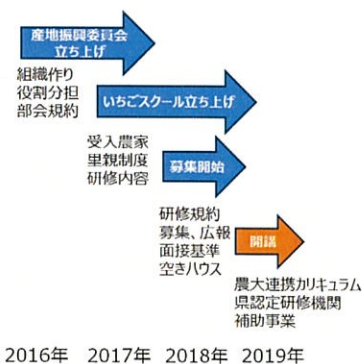 産地振興委員会
立ち上げ
組織作り
役割分担
部会規約
いちごスクール立ち上げ
受入農家
里親制度
研修内容
募集開始
研修規約
募集、広報
面接基準
空きハウス
開講
農大連携カリキュラム
県認定研修機関
補助事業
2016年 2017年 2018年 2019年